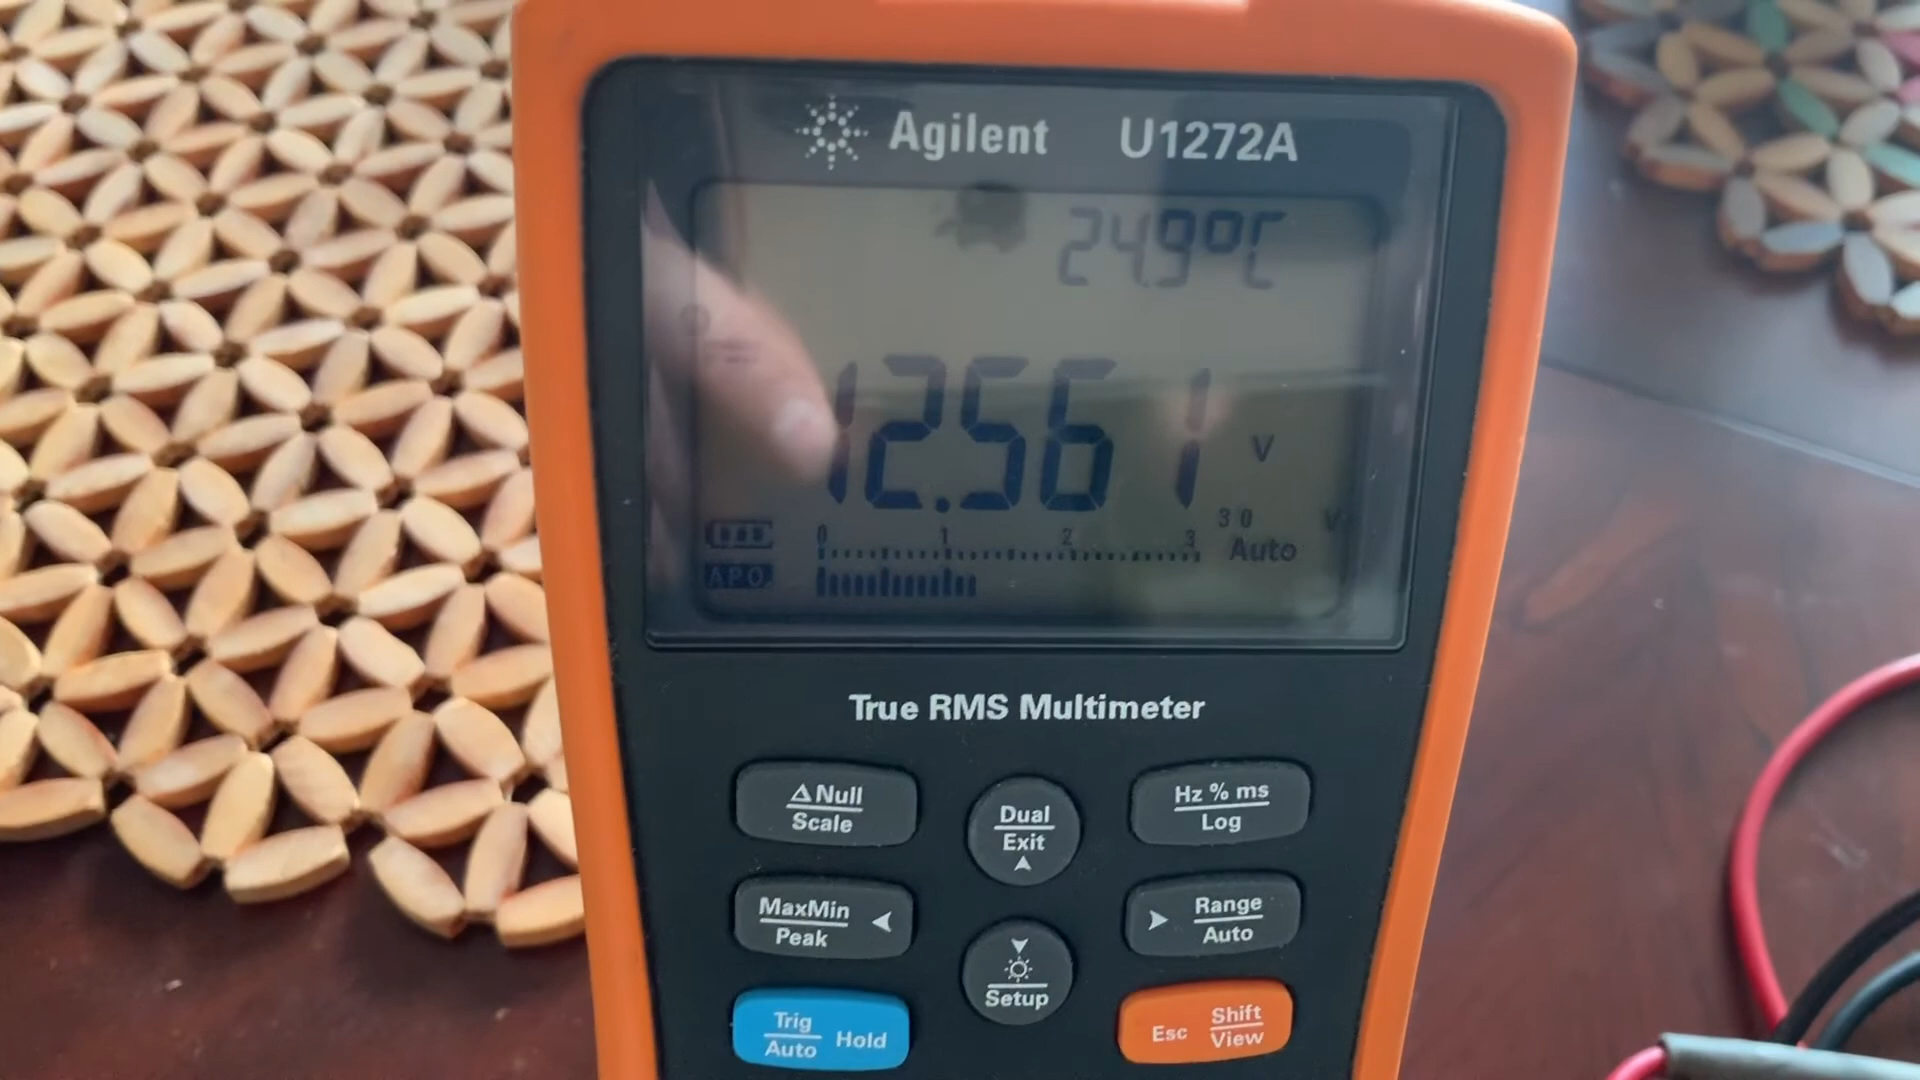 Agilent U1272A
24.9°C
12.561 V
0 1 2 3 30 V
Auto
APO
True RMS Multimeter
ΔNull
Scale
Dual
Exit
Hz % ms
Log
MaxMin
Peak
Range
Auto
Setup
Trig
Auto
Hold
Esc
Shift
View